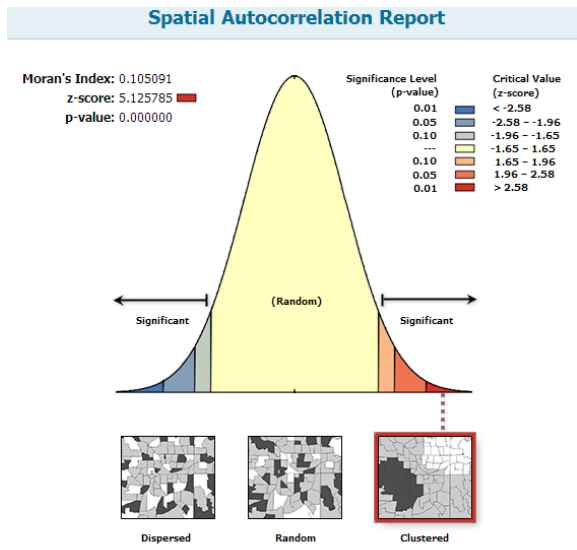 Spatial Autocorrelation Report
Moran's Index: 0.105091
z-score: 5.125785
p-value: 0.000000
Significance Level
(p-value)
Critical Value
(z-score)
0.01 < -2.58
0.05 -2.58 – -1.96
0.10 -1.96 – -1.65
--- -1.65 – 1.65
0.10 1.65 – 1.96
0.05 1.96 – 2.58
0.01 > 2.58
(Random)
Significant Significant
Dispersed Random Clustered